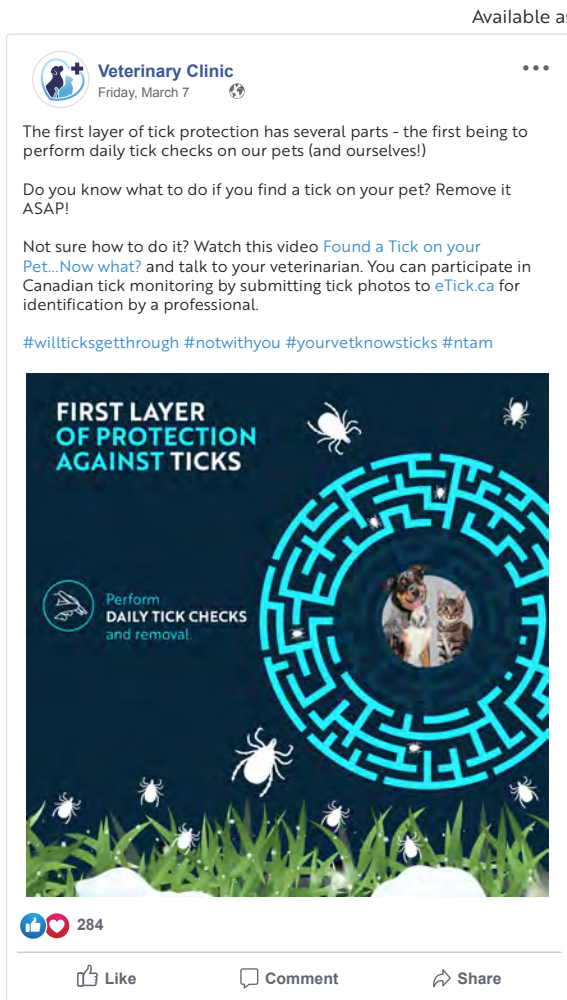 Available as
Veterinary Clinic
Friday, March 7
The first layer of tick protection has several parts - the first being to
perform daily tick checks on our pets (and ourselves!)
Do you know what to do if you find a tick on your pet? Remove it
ASAP!
Not sure how to do it? Watch this video Found a Tick on your
Pet...Now what? and talk to your veterinarian. You can participate in
Canadian tick monitoring by submitting tick photos to eTick.ca for
identification by a professional.
#willticksgetthrough #notwithyou #yourvetknowsticks #ntam
FIRST LAYER
OF PROTECTION
AGAINST TICKS
Perform
DAILY TICK CHECKS
and removal.
284
Like Comment Share